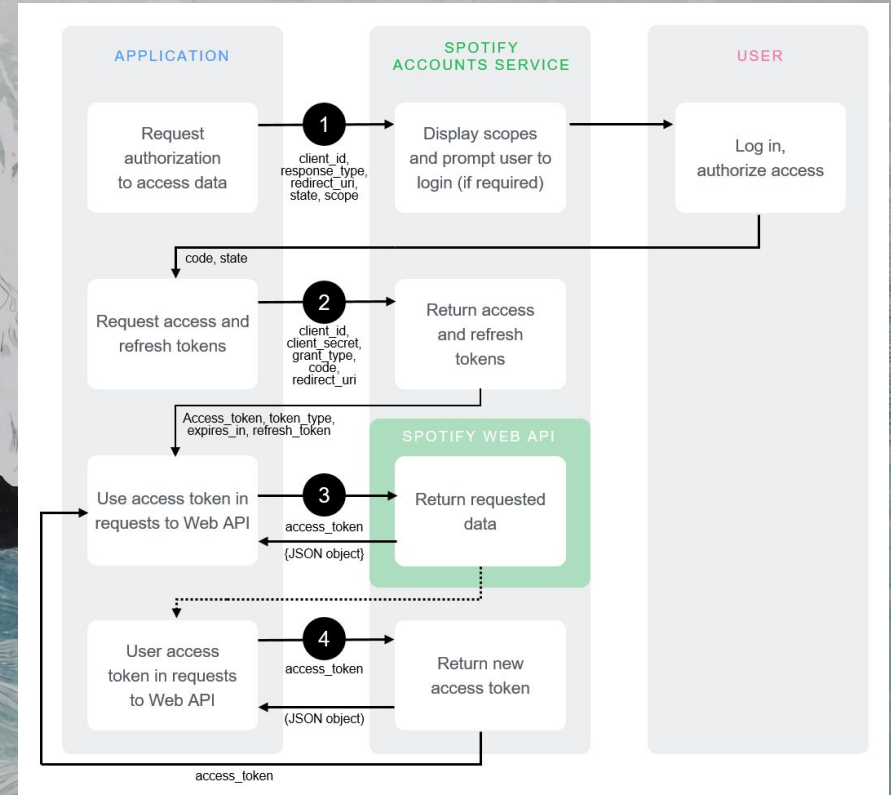 APPLICATION
SPOTIFY
ACCOUNTS SERVICE
USER
Request
authorization
to access data
1
client_id,
response_type,
redirect_uri,
state, scope
Display scopes
and prompt user to
login (if required)
Log in,
authorize access
code, state
Request access and
refresh tokens
2
client_id,
client_secret,
grant_type,
code,
redirect_uri
Return access
and refresh
tokens
Access_token, token_type,
expires_in, refresh_token
SPOTIFY WEB API
Use access token in
requests to Web API
3
access_token
{JSON object}
Return requested
data
User access
token in requests
to Web API
4
access_token
(JSON object)
Return new
access token
access_token